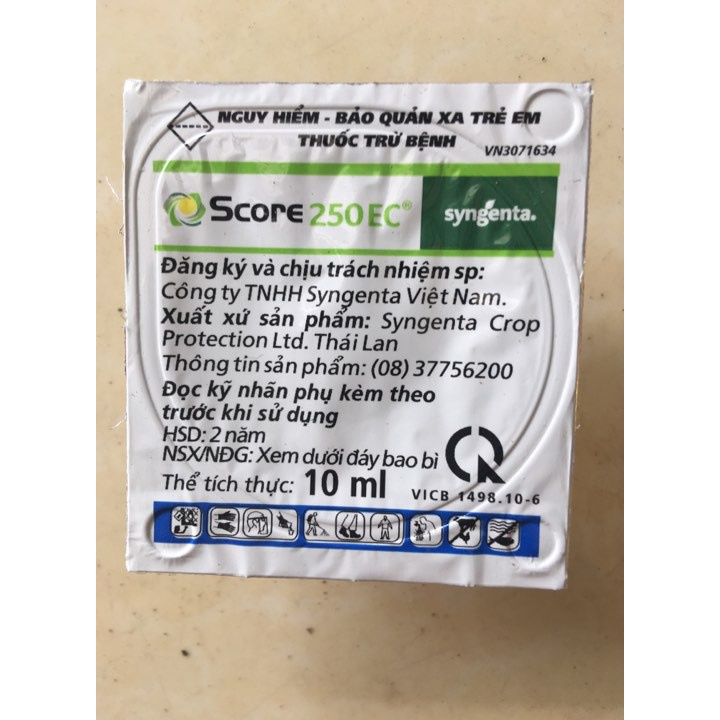 NGUY HIỂM - BẢO QUẢN XA TRẺ EM
THUỐC TRỪ BỆNH
VN3071634
Score 250 EC®
syngenta.
Đăng ký và chịu trách nhiệm sp:
Công ty TNHH Syngenta Việt Nam.
Xuất xứ sản phẩm: Syngenta Crop
Protection Ltd. Thái Lan
Thông tin sản phẩm: (08) 37756200
Đọc kỹ nhãn phụ kèm theo
trước khi sử dụng
HSD: 2 năm
NSX/NĐG: Xem dưới đáy bao bì
Thể tích thực: 10 ml
VICB 1498.10-6